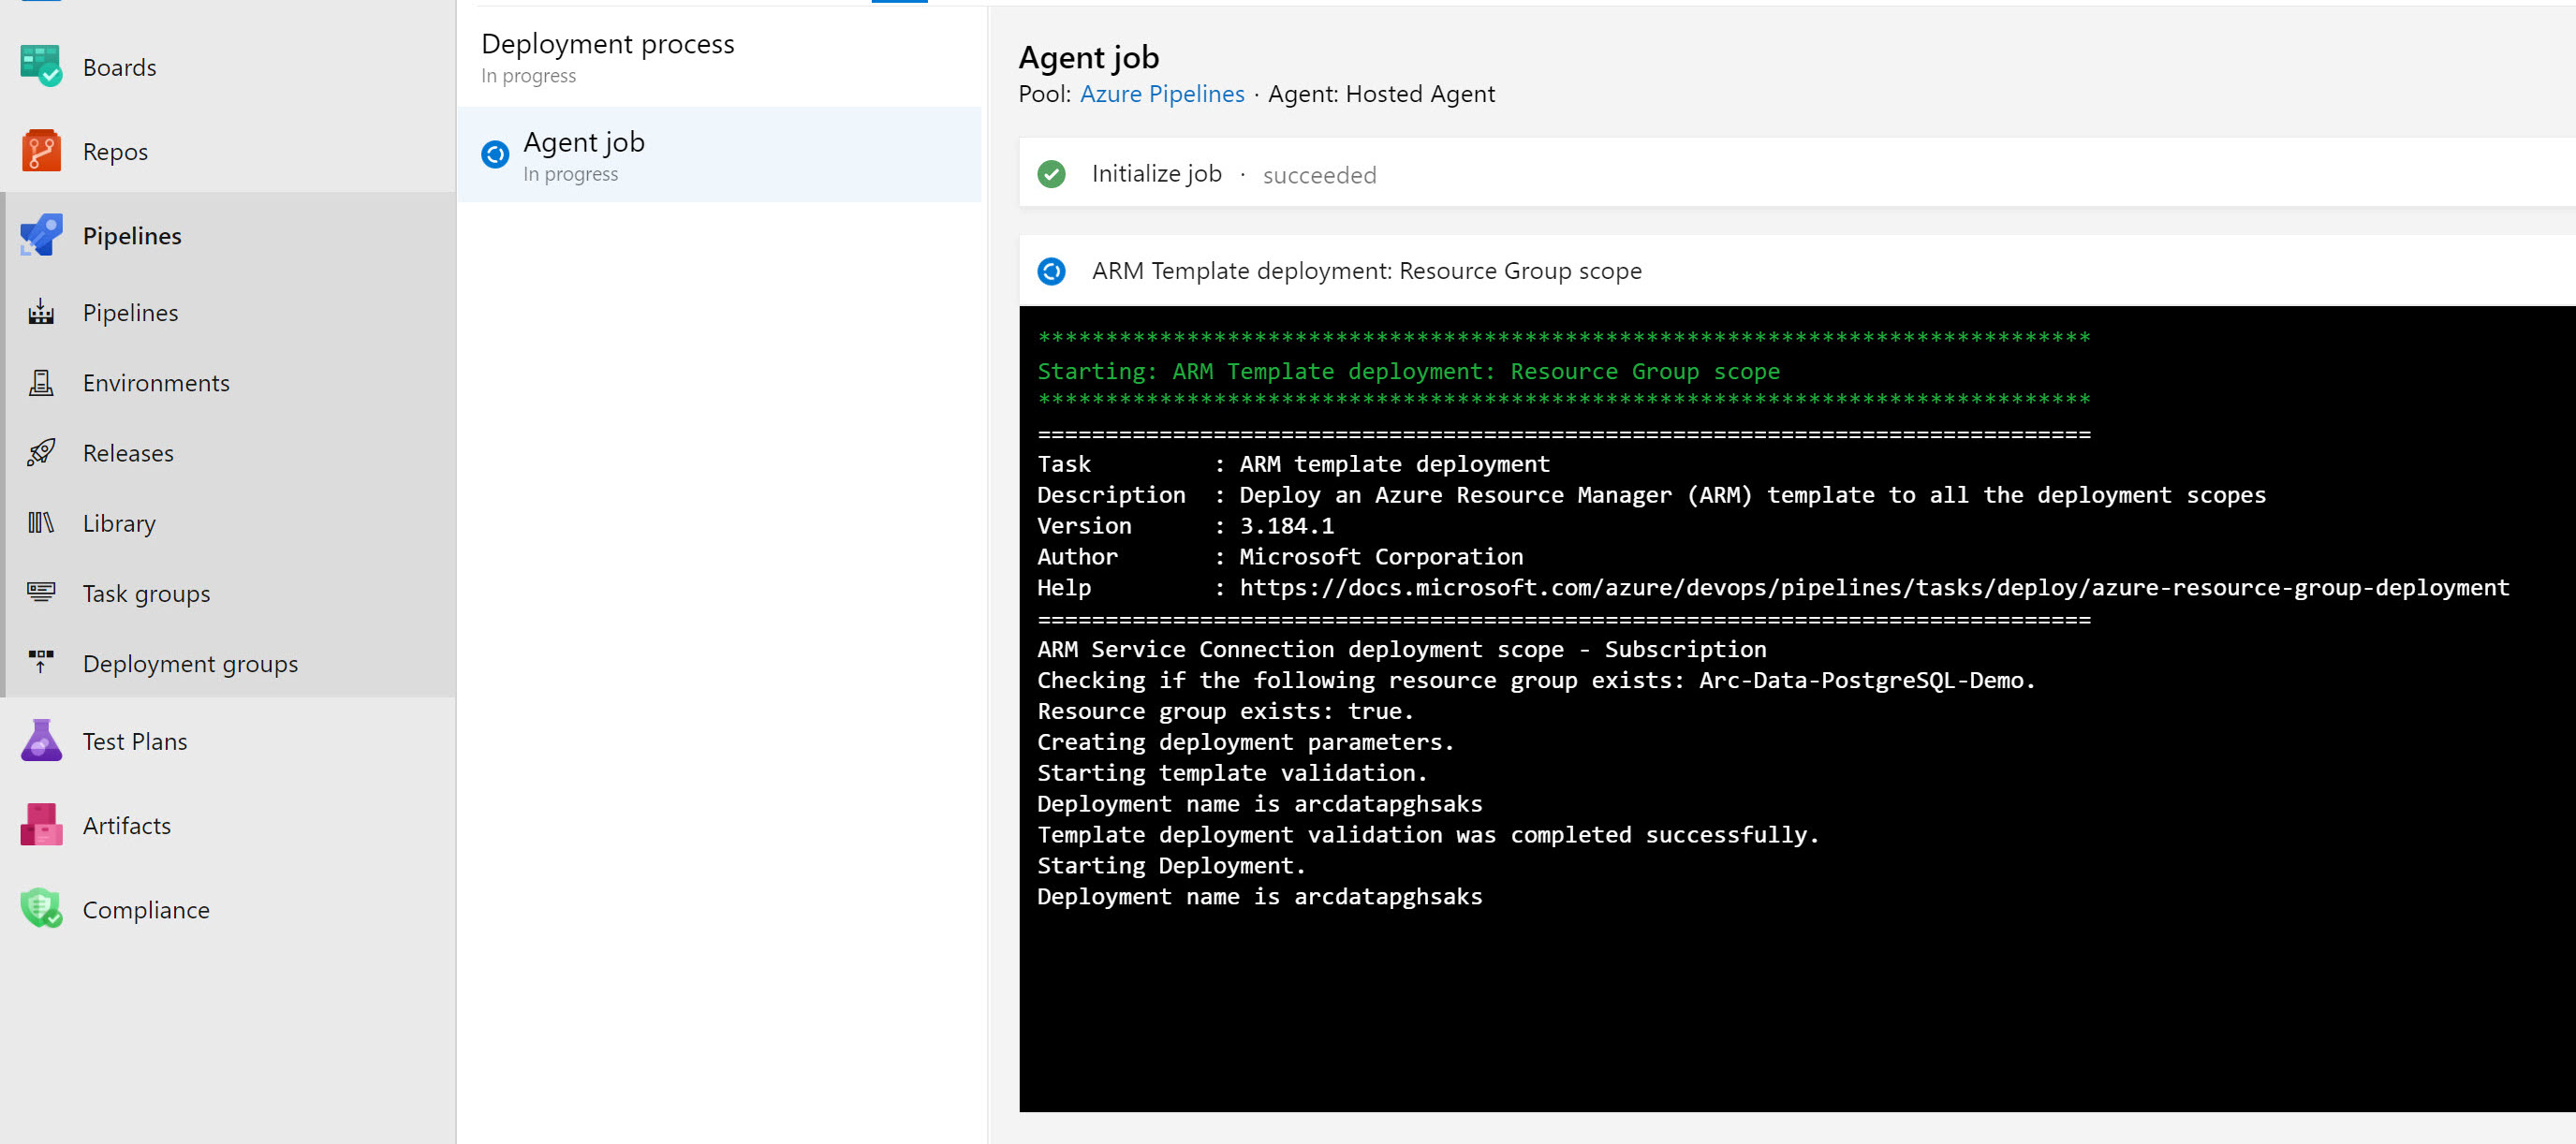 Boards
Repos
Pipelines
Pipelines
Environments
Releases
Library
Task groups
Deployment groups
Test Plans
Artifacts
Compliance
Deployment process
In progress
Agent job
In progress
Agent job
Pool: Azure Pipelines · Agent: Hosted Agent
Initialize job · succeeded
ARM Template deployment: Resource Group scope
******************************************************************************
Starting: ARM Template deployment: Resource Group scope
******************************************************************************
==============================================================================
Task         : ARM template deployment
Description  : Deploy an Azure Resource Manager (ARM) template to all the deployment scopes
Version      : 3.184.1
Author       : Microsoft Corporation
Help         : https://docs.microsoft.com/azure/devops/pipelines/tasks/deploy/azure-resource-group-deployment
==============================================================================
ARM Service Connection deployment scope - Subscription
Checking if the following resource group exists: Arc-Data-PostgreSQL-Demo.
Resource group exists: true.
Creating deployment parameters.
Starting template validation.
Deployment name is arcdatapghsaks
Template deployment validation was completed successfully.
Starting Deployment.
Deployment name is arcdatapghsaks